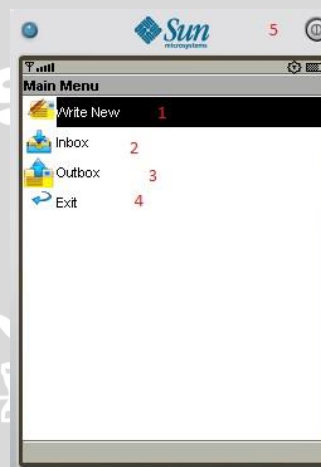 Sun 5
microsystems
Main Menu
Write New 1
Inbox 2
Outbox 3
Exit 4